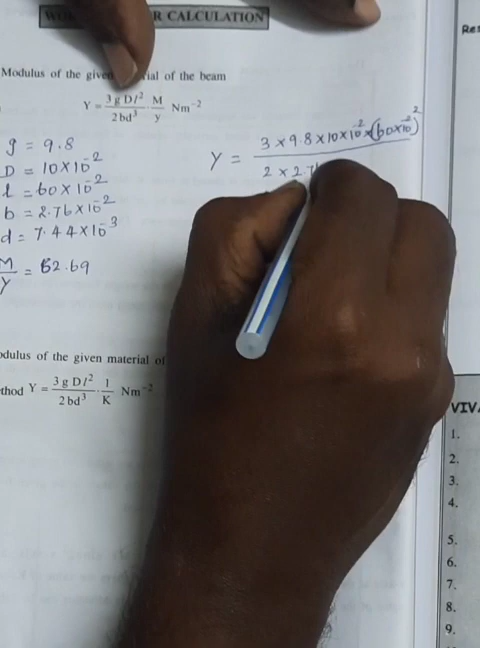 R CALCULATION
Modulus of the given ial of the beam
Y = 3 g D l² / 2 bd³ · M / y Nm⁻²
g = 9.8
D = 10 × 10⁻²
l = 60 × 10⁻²
b = 2.76 × 10⁻²
d = 7.44 × 10⁻³
M / Y = 62.69
Y = 3 × 9.8 × 10 × 10⁻² × (60 × 10⁻²)² / 2 × 2.7
odulus of the given material of
thod Y = 3 g D l² / 2 bd³ · 1 / K Nm⁻²
Res
VIV
1.
2.
3.
4.
5.
6.
7.
8.
9.